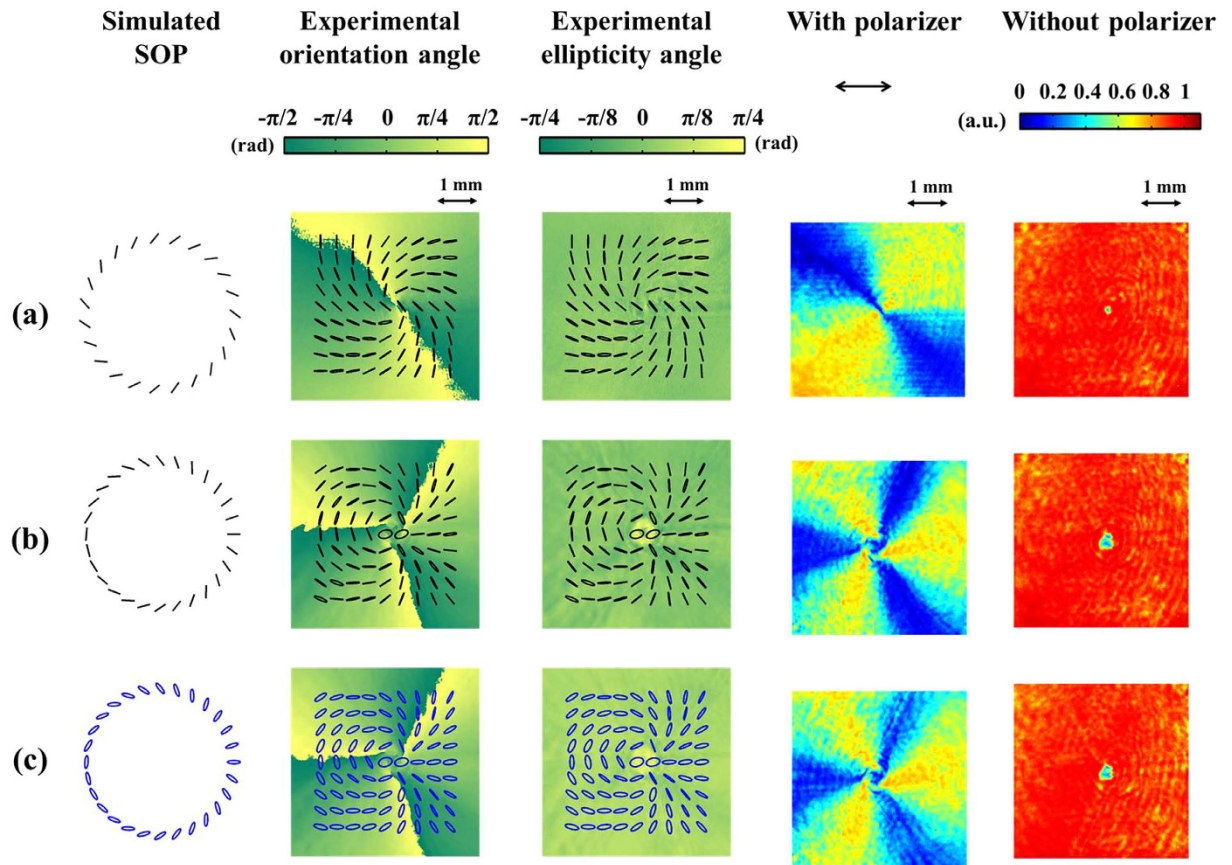 Simulated
SOP
Experimental
orientation angle
Experimental
ellipticity angle
With polarizer
Without polarizer
-π/2 -π/4 0 π/4 π/2
(rad)
-π/4 -π/8 0 π/8 π/4
(rad)
0 0.2 0.4 0.6 0.8 1
(a.u.)
1 mm
1 mm
1 mm
1 mm
(a)
(b)
(c)